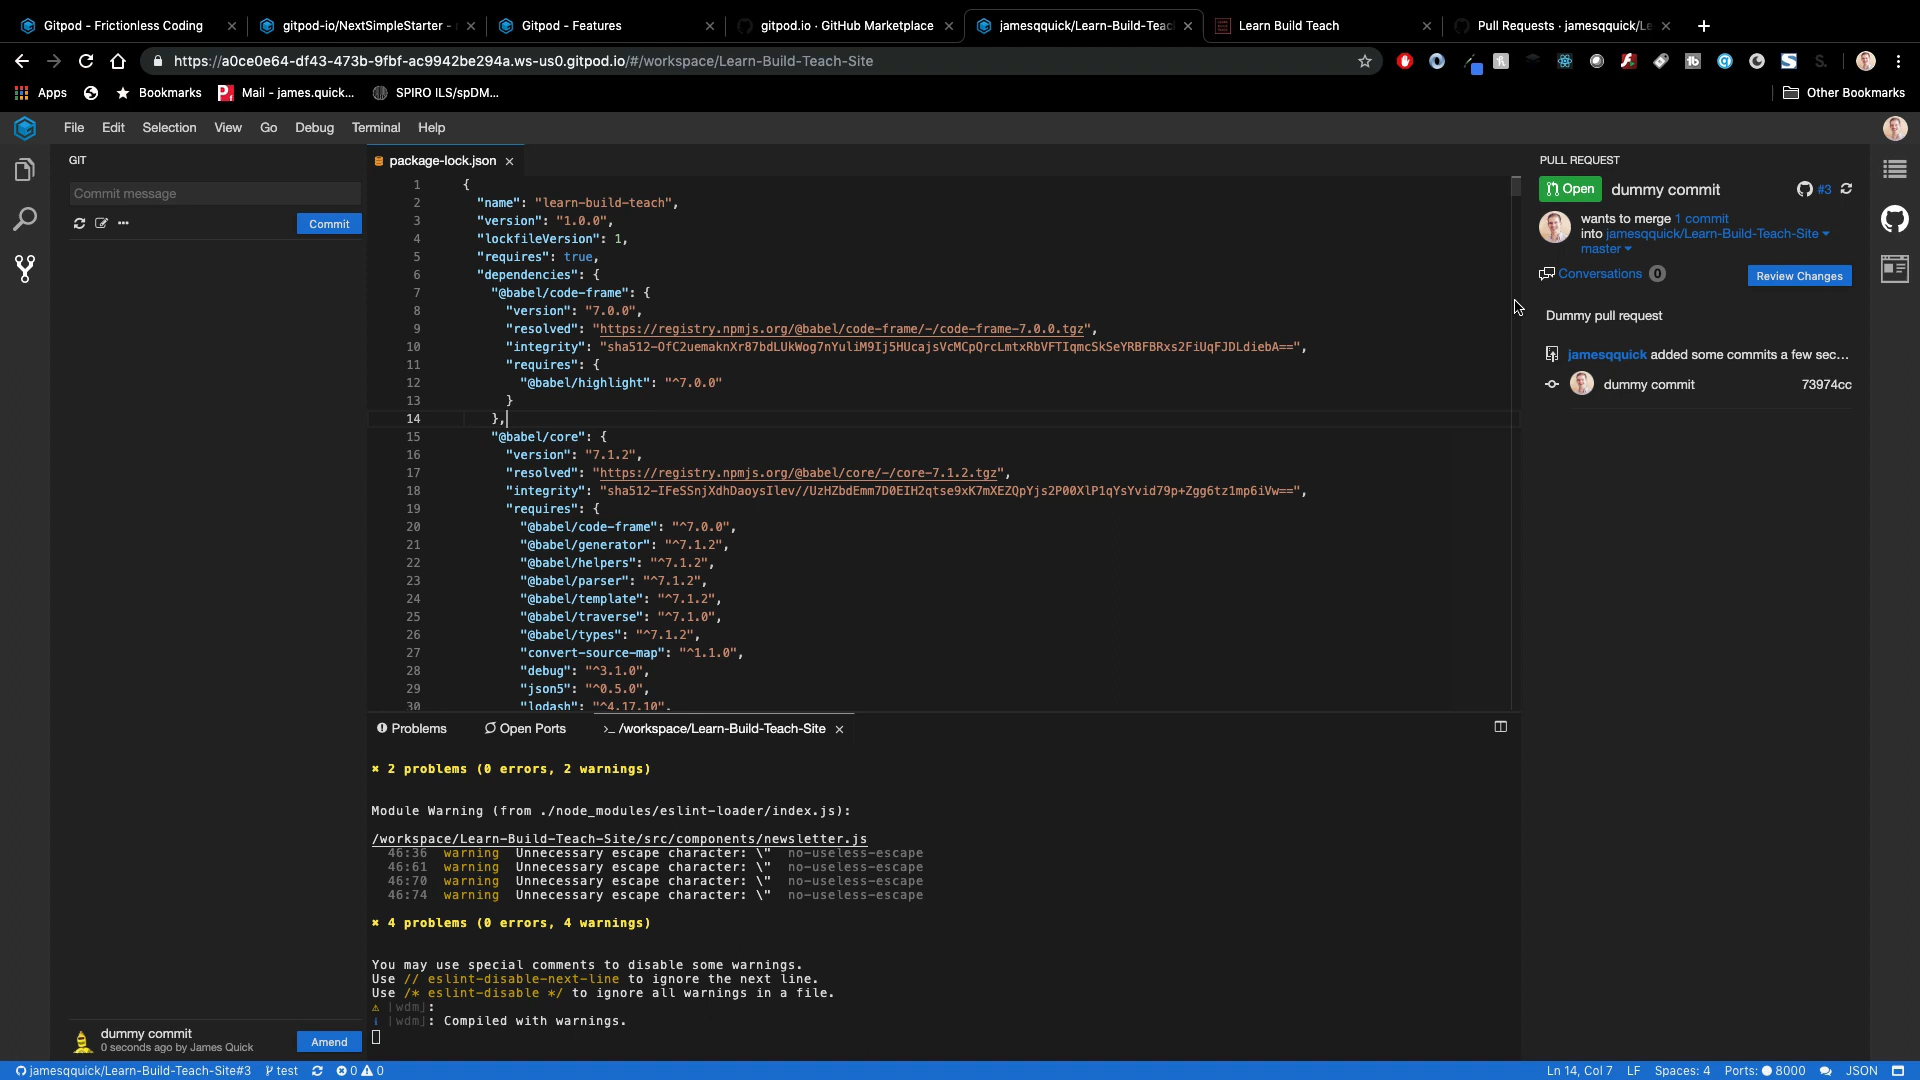 Gitpod - Frictionless Coding
gitpod-io/NextSimpleStarter -
Gitpod - Features
gitpod.io · GitHub Marketplace
jamesqquick/Learn-Build-Teac
Learn Build Teach
Pull Requests · jamesqquick/Le
https://a0ce0e64-df43-473b-9fbf-ac9942be294a.ws-us0.gitpod.io/#/workspace/Learn-Build-Teach-Site
Apps
Bookmarks
Mail - james.quick...
SPIRO ILS/spDM...
Other Bookmarks
File Edit Selection View Go Debug Terminal Help
GIT
Commit message
Commit
package-lock.json
1 {
2 "name": "learn-build-teach",
3 "version": "1.0.0",
4 "lockfileVersion": 1,
5 "requires": true,
6 "dependencies": {
7 "@babel/code-frame": {
8 "version": "7.0.0",
9 "resolved": "https://registry.npmjs.org/@babel/code-frame/-/code-frame-7.0.0.tgz",
10 "integrity": "sha512-OfC2uemaknXr87bdLUkWog7nYuliM9Ij5HUcajsVcMCpQrcLmtxRbVFTIqmcSkSeYRBFBRxs2FiUqFJDLdiebA==",
11 "requires": {
12 "@babel/highlight": "^7.0.0"
13 }
14 },
15 "@babel/core": {
16 "version": "7.1.2",
17 "resolved": "https://registry.npmjs.org/@babel/core/-/core-7.1.2.tgz",
18 "integrity": "sha512-IFeSSnjXdhDaoysIlev//UzHZbdEmm7D0EIH2qtse9xK7mXEZQpYjs2P00XlP1qYsYvid79p+Zgg6tz1mp6iVw==",
19 "requires": {
20 "@babel/code-frame": "^7.0.0",
21 "@babel/generator": "^7.1.2",
22 "@babel/helpers": "^7.1.2",
23 "@babel/parser": "^7.1.2",
24 "@babel/template": "^7.1.2",
25 "@babel/traverse": "^7.1.0",
26 "@babel/types": "^7.1.2",
27 "convert-source-map": "^1.1.0",
28 "debug": "^3.1.0",
29 "json5": "^0.5.0",
30 "lodash": "^4.17.10",
Problems
Open Ports
>_ /workspace/Learn-Build-Teach-Site
✖ 2 problems (0 errors, 2 warnings)
Module Warning (from ./node_modules/eslint-loader/index.js):
/workspace/Learn-Build-Teach-Site/src/components/newsletter.js
46:36 warning Unnecessary escape character: \" no-useless-escape
46:61 warning Unnecessary escape character: \" no-useless-escape
46:70 warning Unnecessary escape character: \" no-useless-escape
46:74 warning Unnecessary escape character: \" no-useless-escape
✖ 4 problems (0 errors, 4 warnings)
You may use special comments to disable some warnings.
Use // eslint-disable-next-line to ignore the next line.
Use /* eslint-disable */ to ignore all warnings in a file.
⚠ ｢wdm｣:
ℹ ｢wdm｣: Compiled with warnings.
PULL REQUEST
Open dummy commit #3
wants to merge 1 commit
into jamesqquick/Learn-Build-Teach-Site
master
Conversations 0
Review Changes
Dummy pull request
jamesqquick added some commits a few sec...
dummy commit 73974cc
dummy commit
0 seconds ago by James Quick
Amend
jamesqquick/Learn-Build-Teach-Site#3 test 0 0
Ln 14, Col 7 LF Spaces: 4 Ports: 8000 JSON